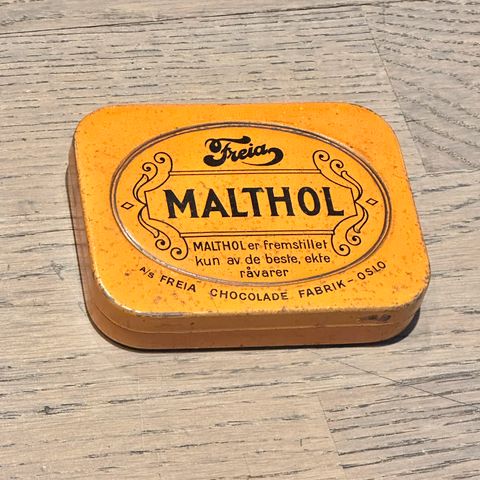 Freia
MALTHOL
MALTHOL er fremstillet
kun av de beste, ekte
råvarer
A/S FREIA CHOCOLADE FABRIK – OSLO